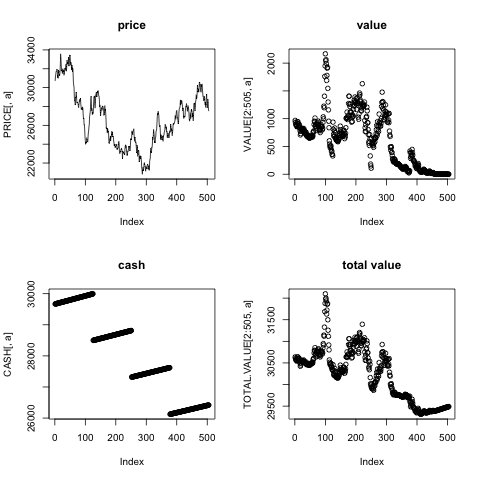 price
PRICE[, a]
22000 26000 30000 34000
0 100 200 300 400 500
Index
value
VALUE[2:505, a]
0 500 1000 2000
0 100 200 300 400 500
Index
cash
CASH[, a]
26000 28000 30000
0 100 200 300 400 500
Index
total value
TOTAL.VALUE[2:505, a]
29500 30500 31500
0 100 200 300 400 500
Index